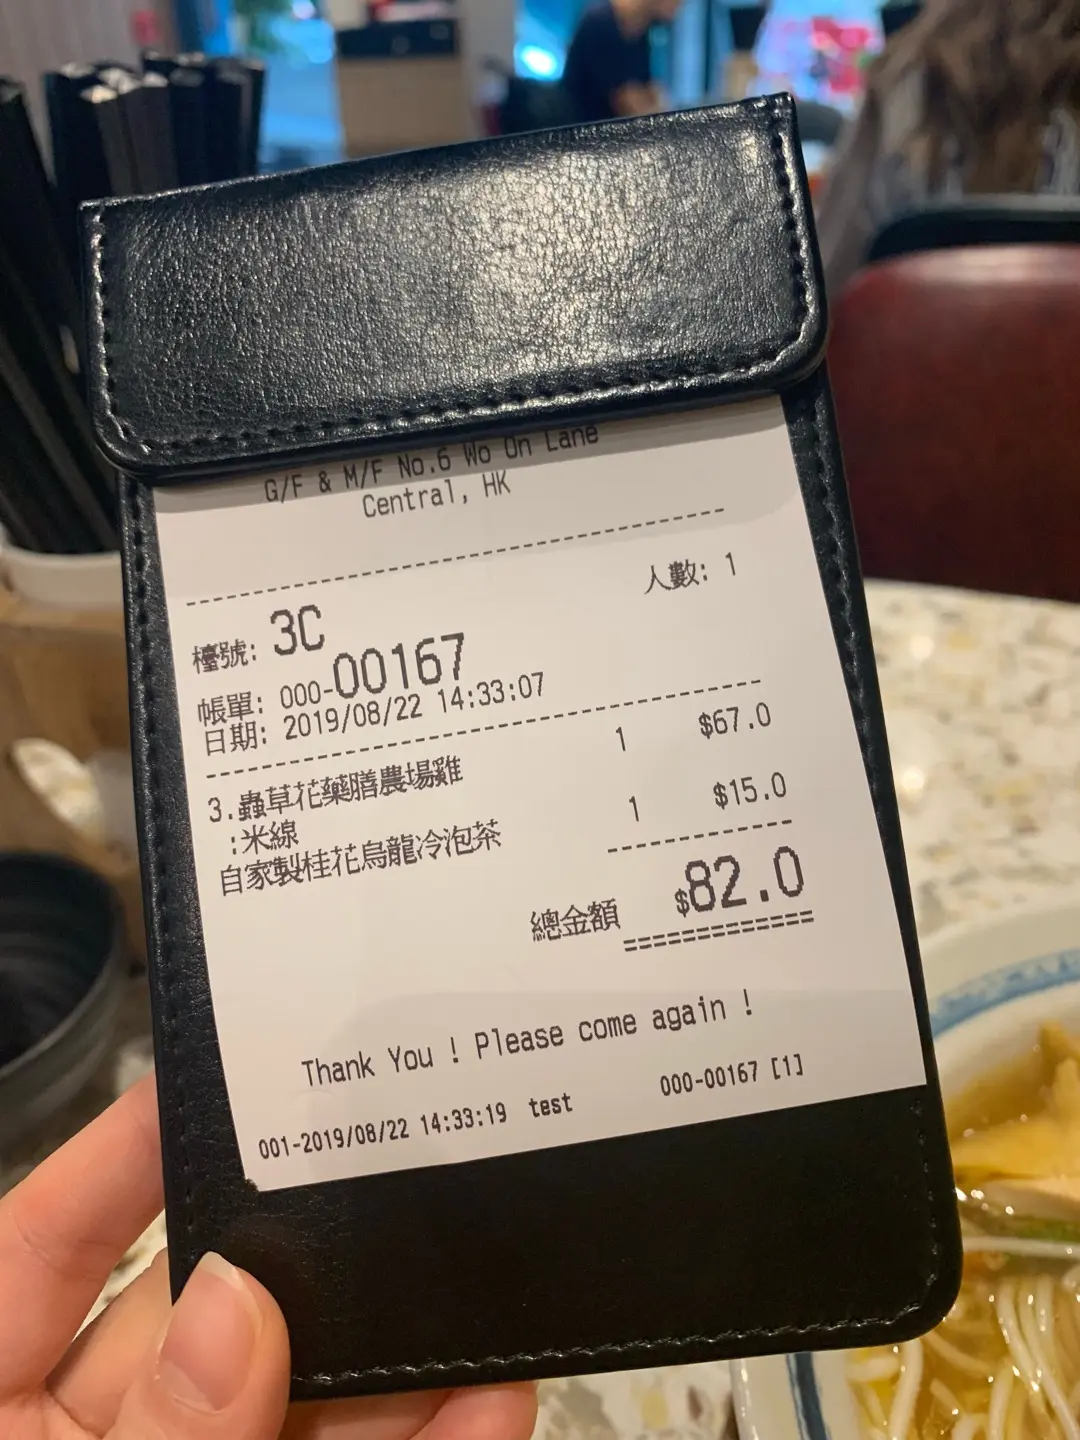 G/F & M/F No.6 Wo On Lane
Central, HK
人數: 1
檯號: 3C
帳單: 000-00167
日期: 2019/08/22 14:33:07
3.蟲草花藥膳農場雞 1 $67.0
:米線
自家製桂花烏龍冷泡茶 1 $15.0
總金額 $82.0
Thank You ! Please come again !
001-2019/08/22 14:33:19 test 000-00167 [1]